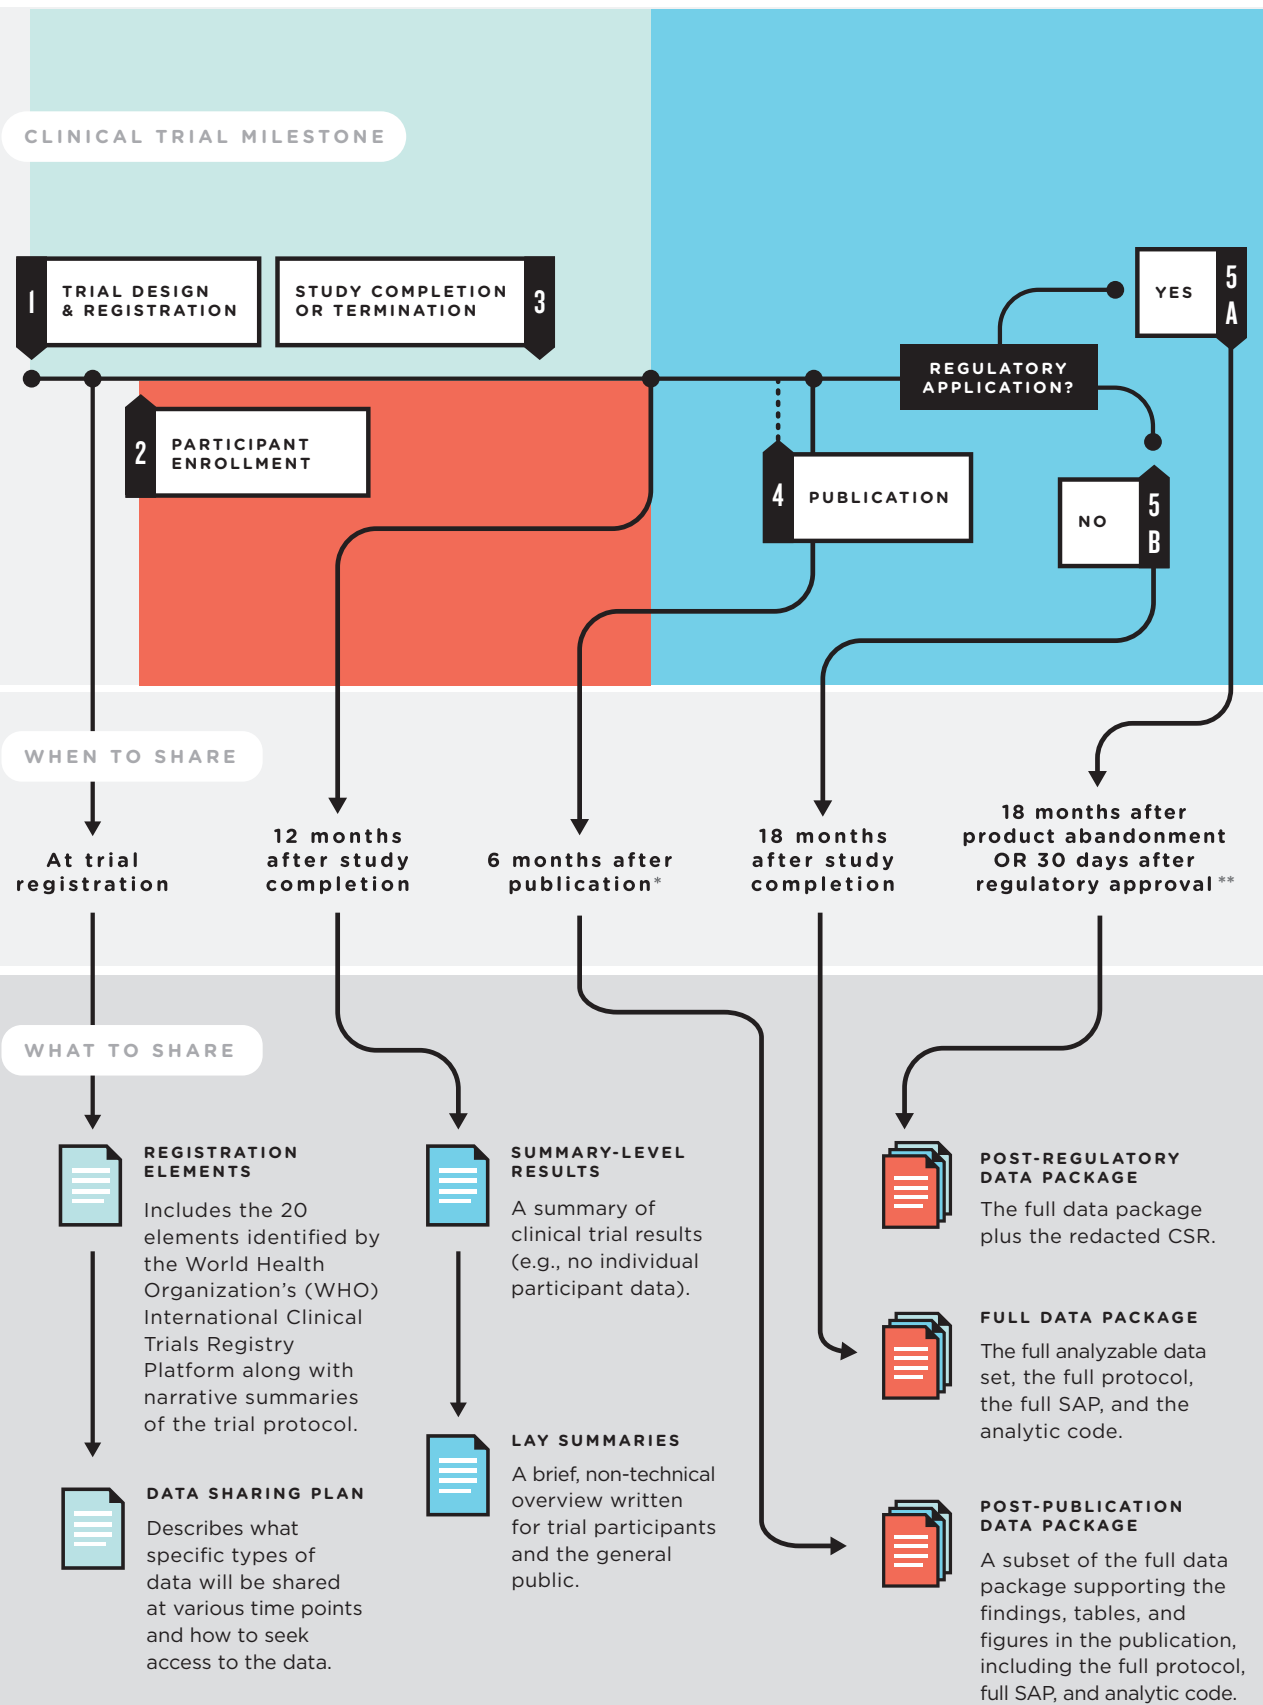 CLINICAL TRIAL MILESTONE
1
TRIAL DESIGN
& REGISTRATION
STUDY COMPLETION
OR TERMINATION
3
YES
5
A
REGULATORY
APPLICATION?
2
PARTICIPANT
ENROLLMENT
4
PUBLICATION
NO
5
B
WHEN TO SHARE
At trial
registration
12 months
after study
completion
6 months after
publication*
18 months
after study
completion
18 months after
product abandonment
OR 30 days after
regulatory approval**
WHAT TO SHARE
REGISTRATION
ELEMENTS
Includes the 20
elements identified by
the World Health
Organization’s (WHO)
International Clinical
Trials Registry
Platform along with
narrative summaries
of the trial protocol.
DATA SHARING PLAN
Describes what
specific types of
data will be shared
at various time points
and how to seek
access to the data.
SUMMARY-LEVEL
RESULTS
A summary of
clinical trial results
(e.g., no individual
participant data).
LAY SUMMARIES
A brief, non-technical
overview written
for trial participants
and the general
public.
POST-REGULATORY
DATA PACKAGE
The full data package
plus the redacted CSR.
FULL DATA PACKAGE
The full analyzable data
set, the full protocol,
the full SAP, and the
analytic code.
POST-PUBLICATION
DATA PACKAGE
A subset of the full data
package supporting the
findings, tables, and
figures in the publication,
including the full protocol,
full SAP, and analytic code.